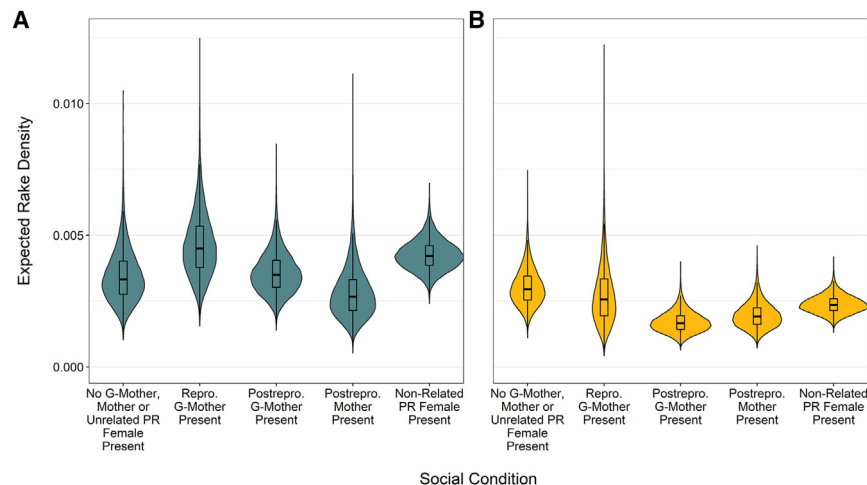 A
B
Expected Rake Density
0.010
0.005
0.000
No G-Mother,
Mother or
Unrelated PR
Female
Present
Repro.
G-Mother
Present
Postrepro.
G-Mother
Present
Postrepro.
Mother
Present
Non-Related
PR Female
Present
No G-Mother,
Mother or
Unrelated PR
Female
Present
Repro.
G-Mother
Present
Postrepro.
G-Mother
Present
Postrepro.
Mother
Present
Non-Related
PR Female
Present
Social Condition